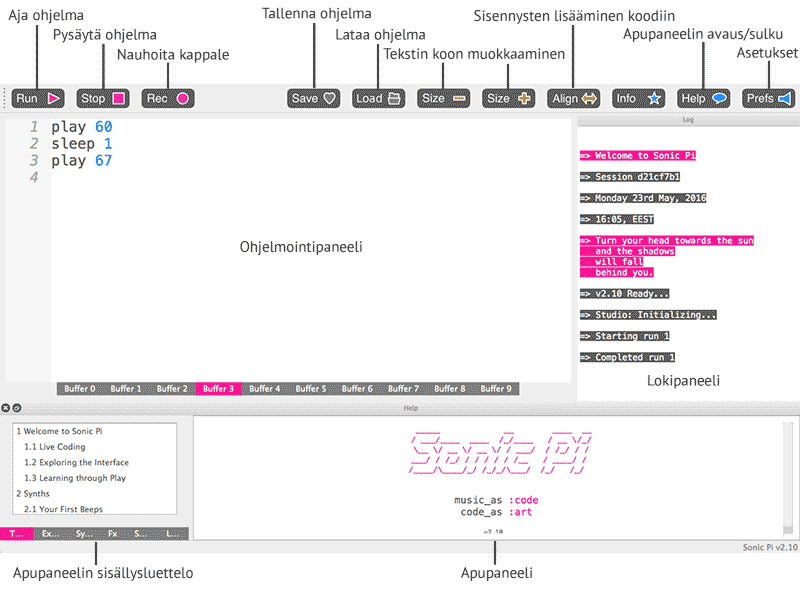 Aja ohjelma
Pysäytä ohjelma
Nauhoita kappale
Tallenna ohjelma
Lataa ohjelma
Tekstin koon muokkaaminen
Sisennysten lisääminen koodiin
Apupaneelin avaus/sulku
Asetukset
Run Stop Rec Save Load Size Size Align Info Help Prefs
Log
1 play 60
2 sleep 1
3 play 67
4
Ohjelmointipaneeli
=> Welcome to Sonic Pi
=> Session d21cf7b1
=> Monday 23rd May, 2016
=> 16:05, EEST
=> Turn your head towards the sun
and the shadows
will fall
behind you.
=> v2.10 Ready...
=> Studio: Initializing...
=> Starting run 1
=> Completed run 1
Lokipaneeli
Buffer 0 Buffer 1 Buffer 2 Buffer 3 Buffer 4 Buffer 5 Buffer 6 Buffer 7 Buffer 8 Buffer 9
Help
1 Welcome to Sonic Pi
1.1 Live Coding
1.2 Exploring the Interface
1.3 Learning through Play
2 Synths
2.1 Your First Beeps
T... Ex... Sy... Fx S... L...
Sonic Pi
music_as :code
code_as :art
v2.10
Sonic Pi v2.10
Apupaneelin sisällysluettelo
Apupaneeli